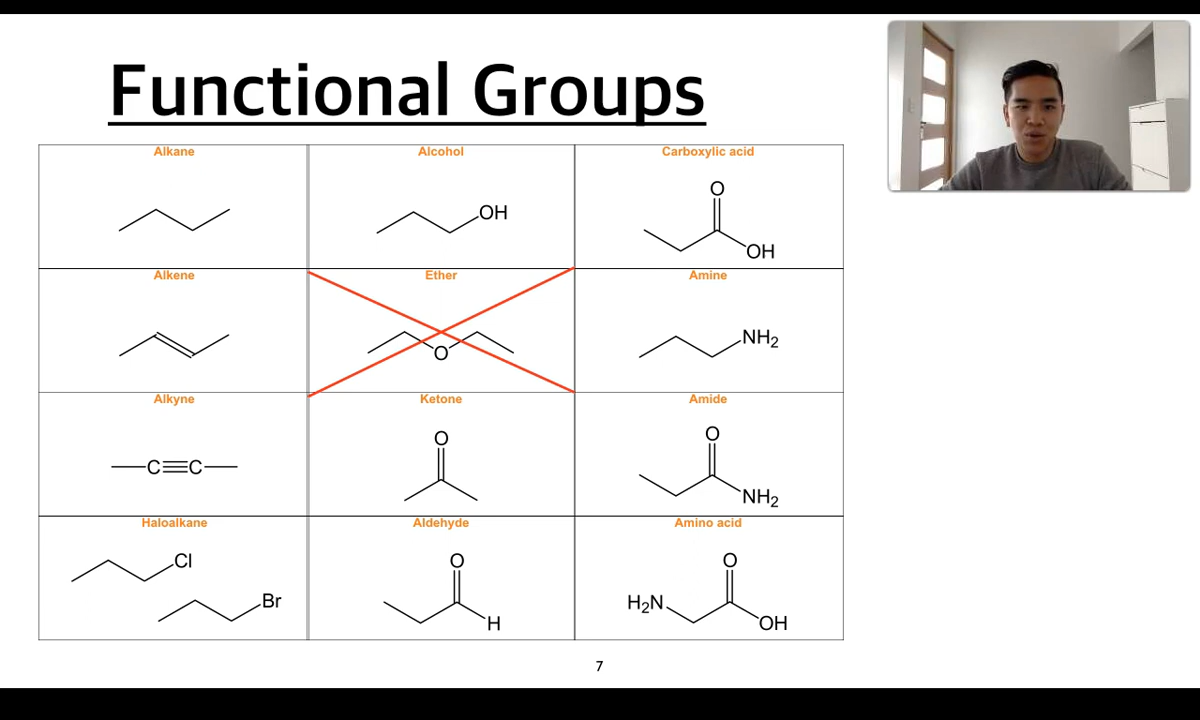 Functional Groups
Alkane
Alcohol
OH
Carboxylic acid
O
OH
Alkene
Ether
O
Amine
NH₂
Alkyne
C≡C
Ketone
O
Amide
O
NH₂
Haloalkane
Cl
Br
Aldehyde
O
H
Amino acid
O
H₂N
OH
7